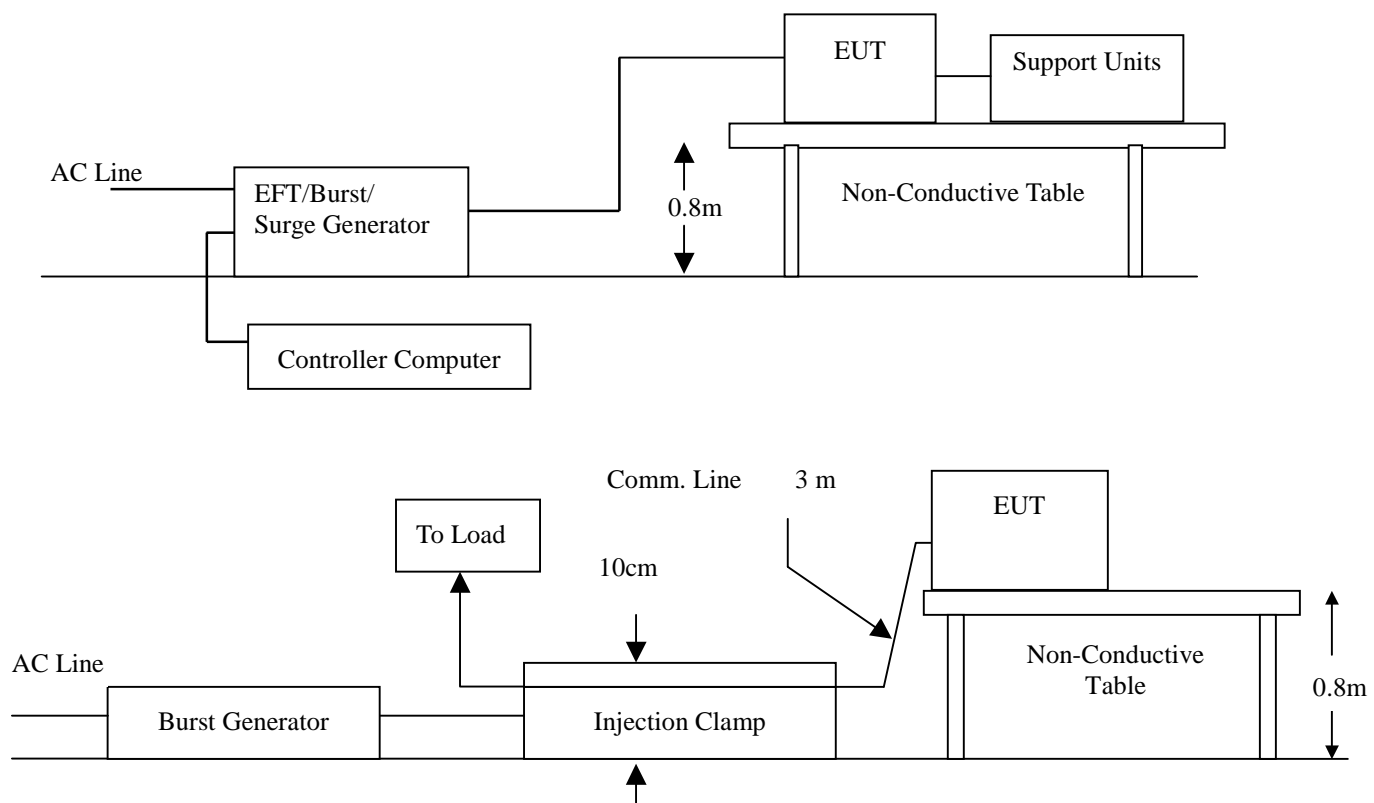 EUT
Support Units
AC Line
EFT/Burst/
Surge Generator
0.8m
Non-Conductive Table
Controller Computer
Comm. Line 3 m
EUT
To Load
10cm
AC Line
Non-Conductive
Table
0.8m
Burst Generator
Injection Clamp